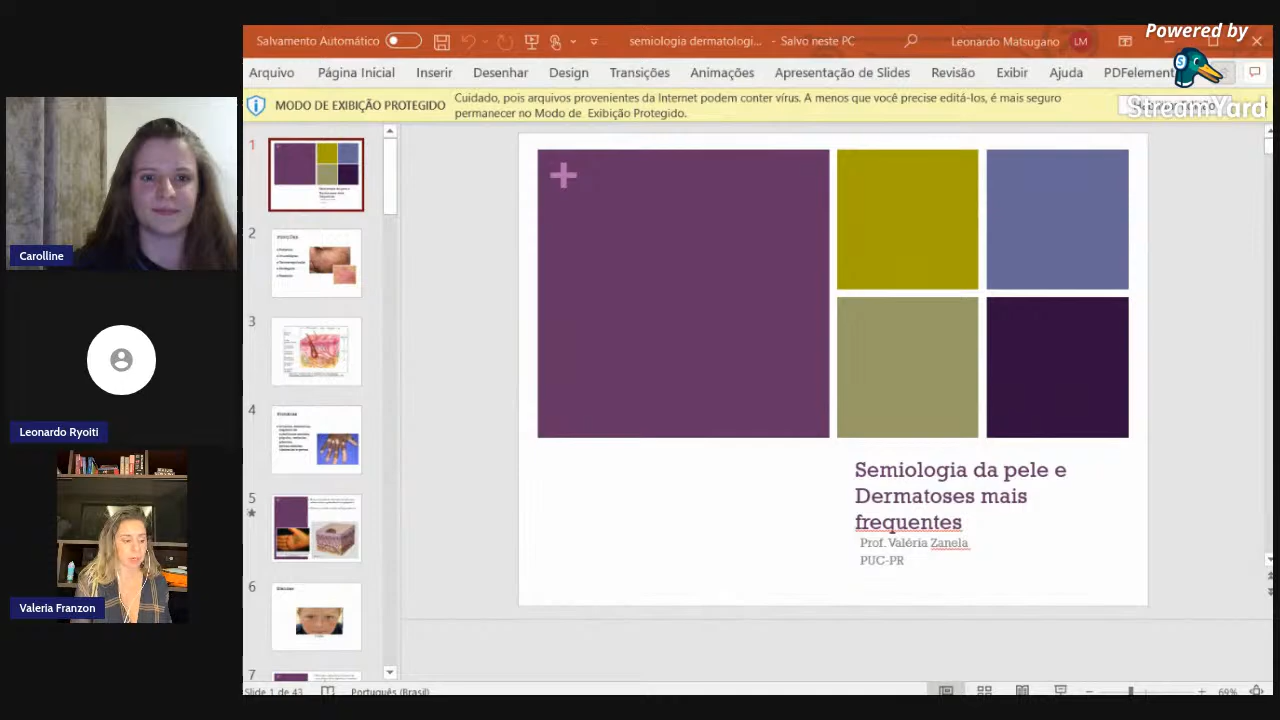 Powered by
StreamYard
Salvamento Automático
semiologia dermatologi... - Salvo neste PC
Leonardo Matsugano
LM
Arquivo
Página Inicial
Inserir
Desenhar
Design
Transições
Animações
Apresentação de Slides
Revisão
Exibir
Ajuda
PDFelement
MODO DE EXIBIÇÃO PROTEGIDO
Cuidado, pois arquivos provenientes da Internet podem conter vírus. A menos que você precise editá-los, é mais seguro
permanecer no Modo de Exibição Protegido.
Carolline
Leonardo Ryoiti
Valeria Franzon
1
2
3
4
5
6
7
Semiologia da pele e
Dermatoses mais
frequentes
Prof. Valéria Zanela
PUC-PR
Slide 1 de 43
Português (Brasil)
69%